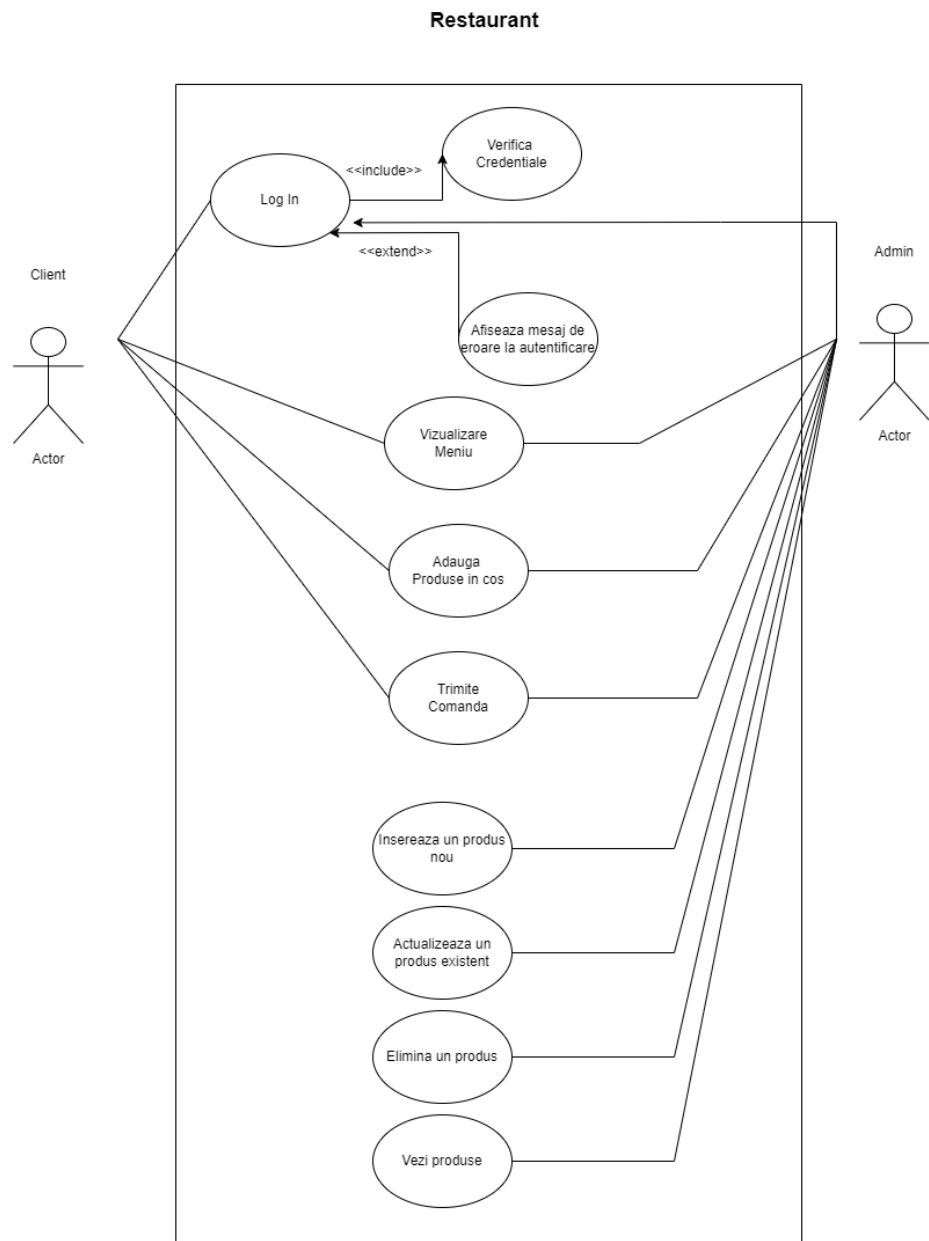 Restaurant
Verifica
Credentiale
<<include>>
Log In
<<extend>>
Client
Admin
Afiseaza mesaj de
eroare la autentificare
Vizualizare
Meniu
Actor
Actor
Adauga
Produse in cos
Trimite
Comanda
Insereaza un produs
nou
Actualizeaza un
produs existent
Elimina un produs
Vezi produse